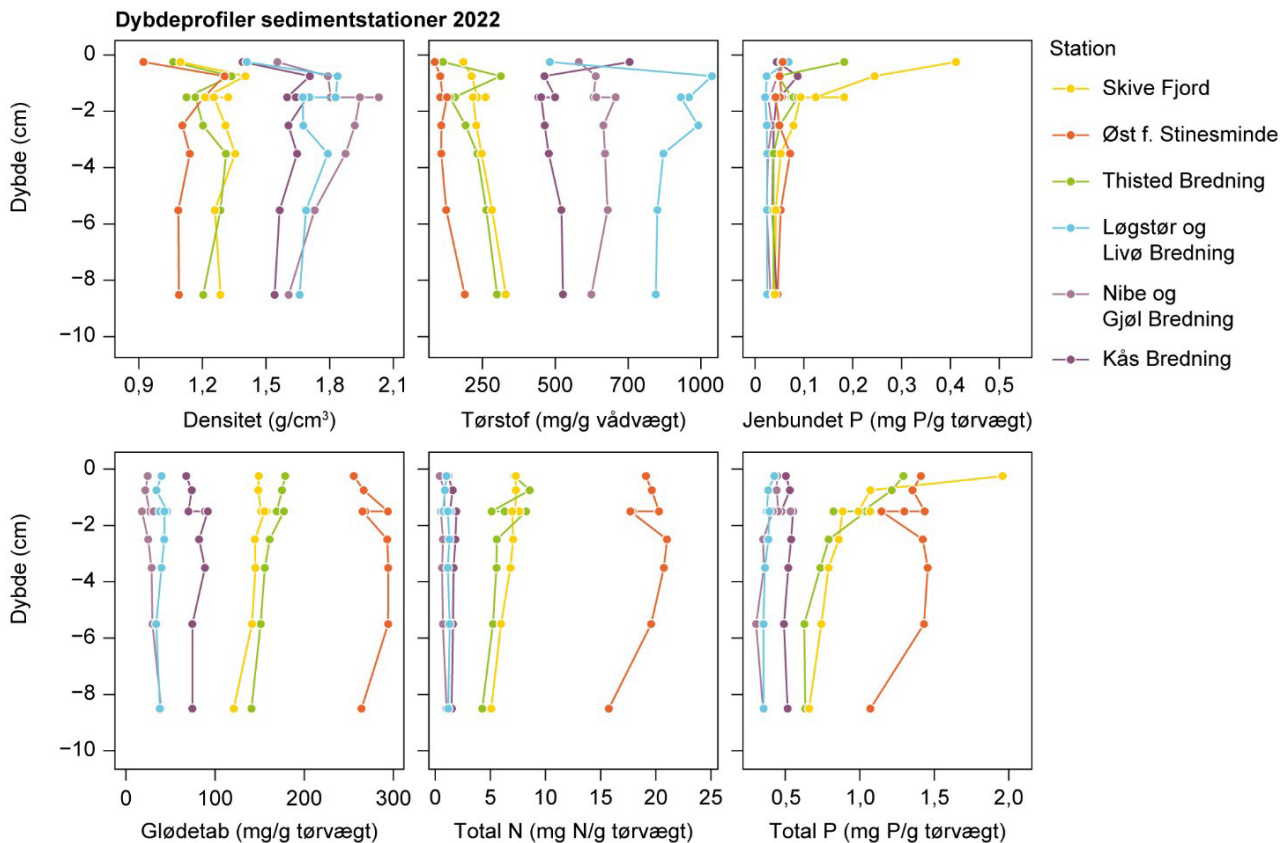 Dybdeprofiler sedimentstationer 2022
Dybde (cm)
0
−2
−4
−6
−8
−10
0,9 1,2 1,5 1,8 2,1
Densitet (g/cm³)
250 500 700 1000
Tørstof (mg/g vådvægt)
0 0,1 0,2 0,3 0,4 0,5
Jenbundet P (mg P/g tørvægt)
Station
Skive Fjord
Øst f. Stinesminde
Thisted Bredning
Løgstør og
Livø Bredning
Nibe og
Gjøl Bredning
Kås Bredning
Dybde (cm)
0
−2
−4
−6
−8
−10
0 100 200 300
Glødetab (mg/g tørvægt)
0 5 10 15 20 25
Total N (mg N/g tørvægt)
0,5 1,0 1,5 2,0
Total P (mg P/g tørvægt)